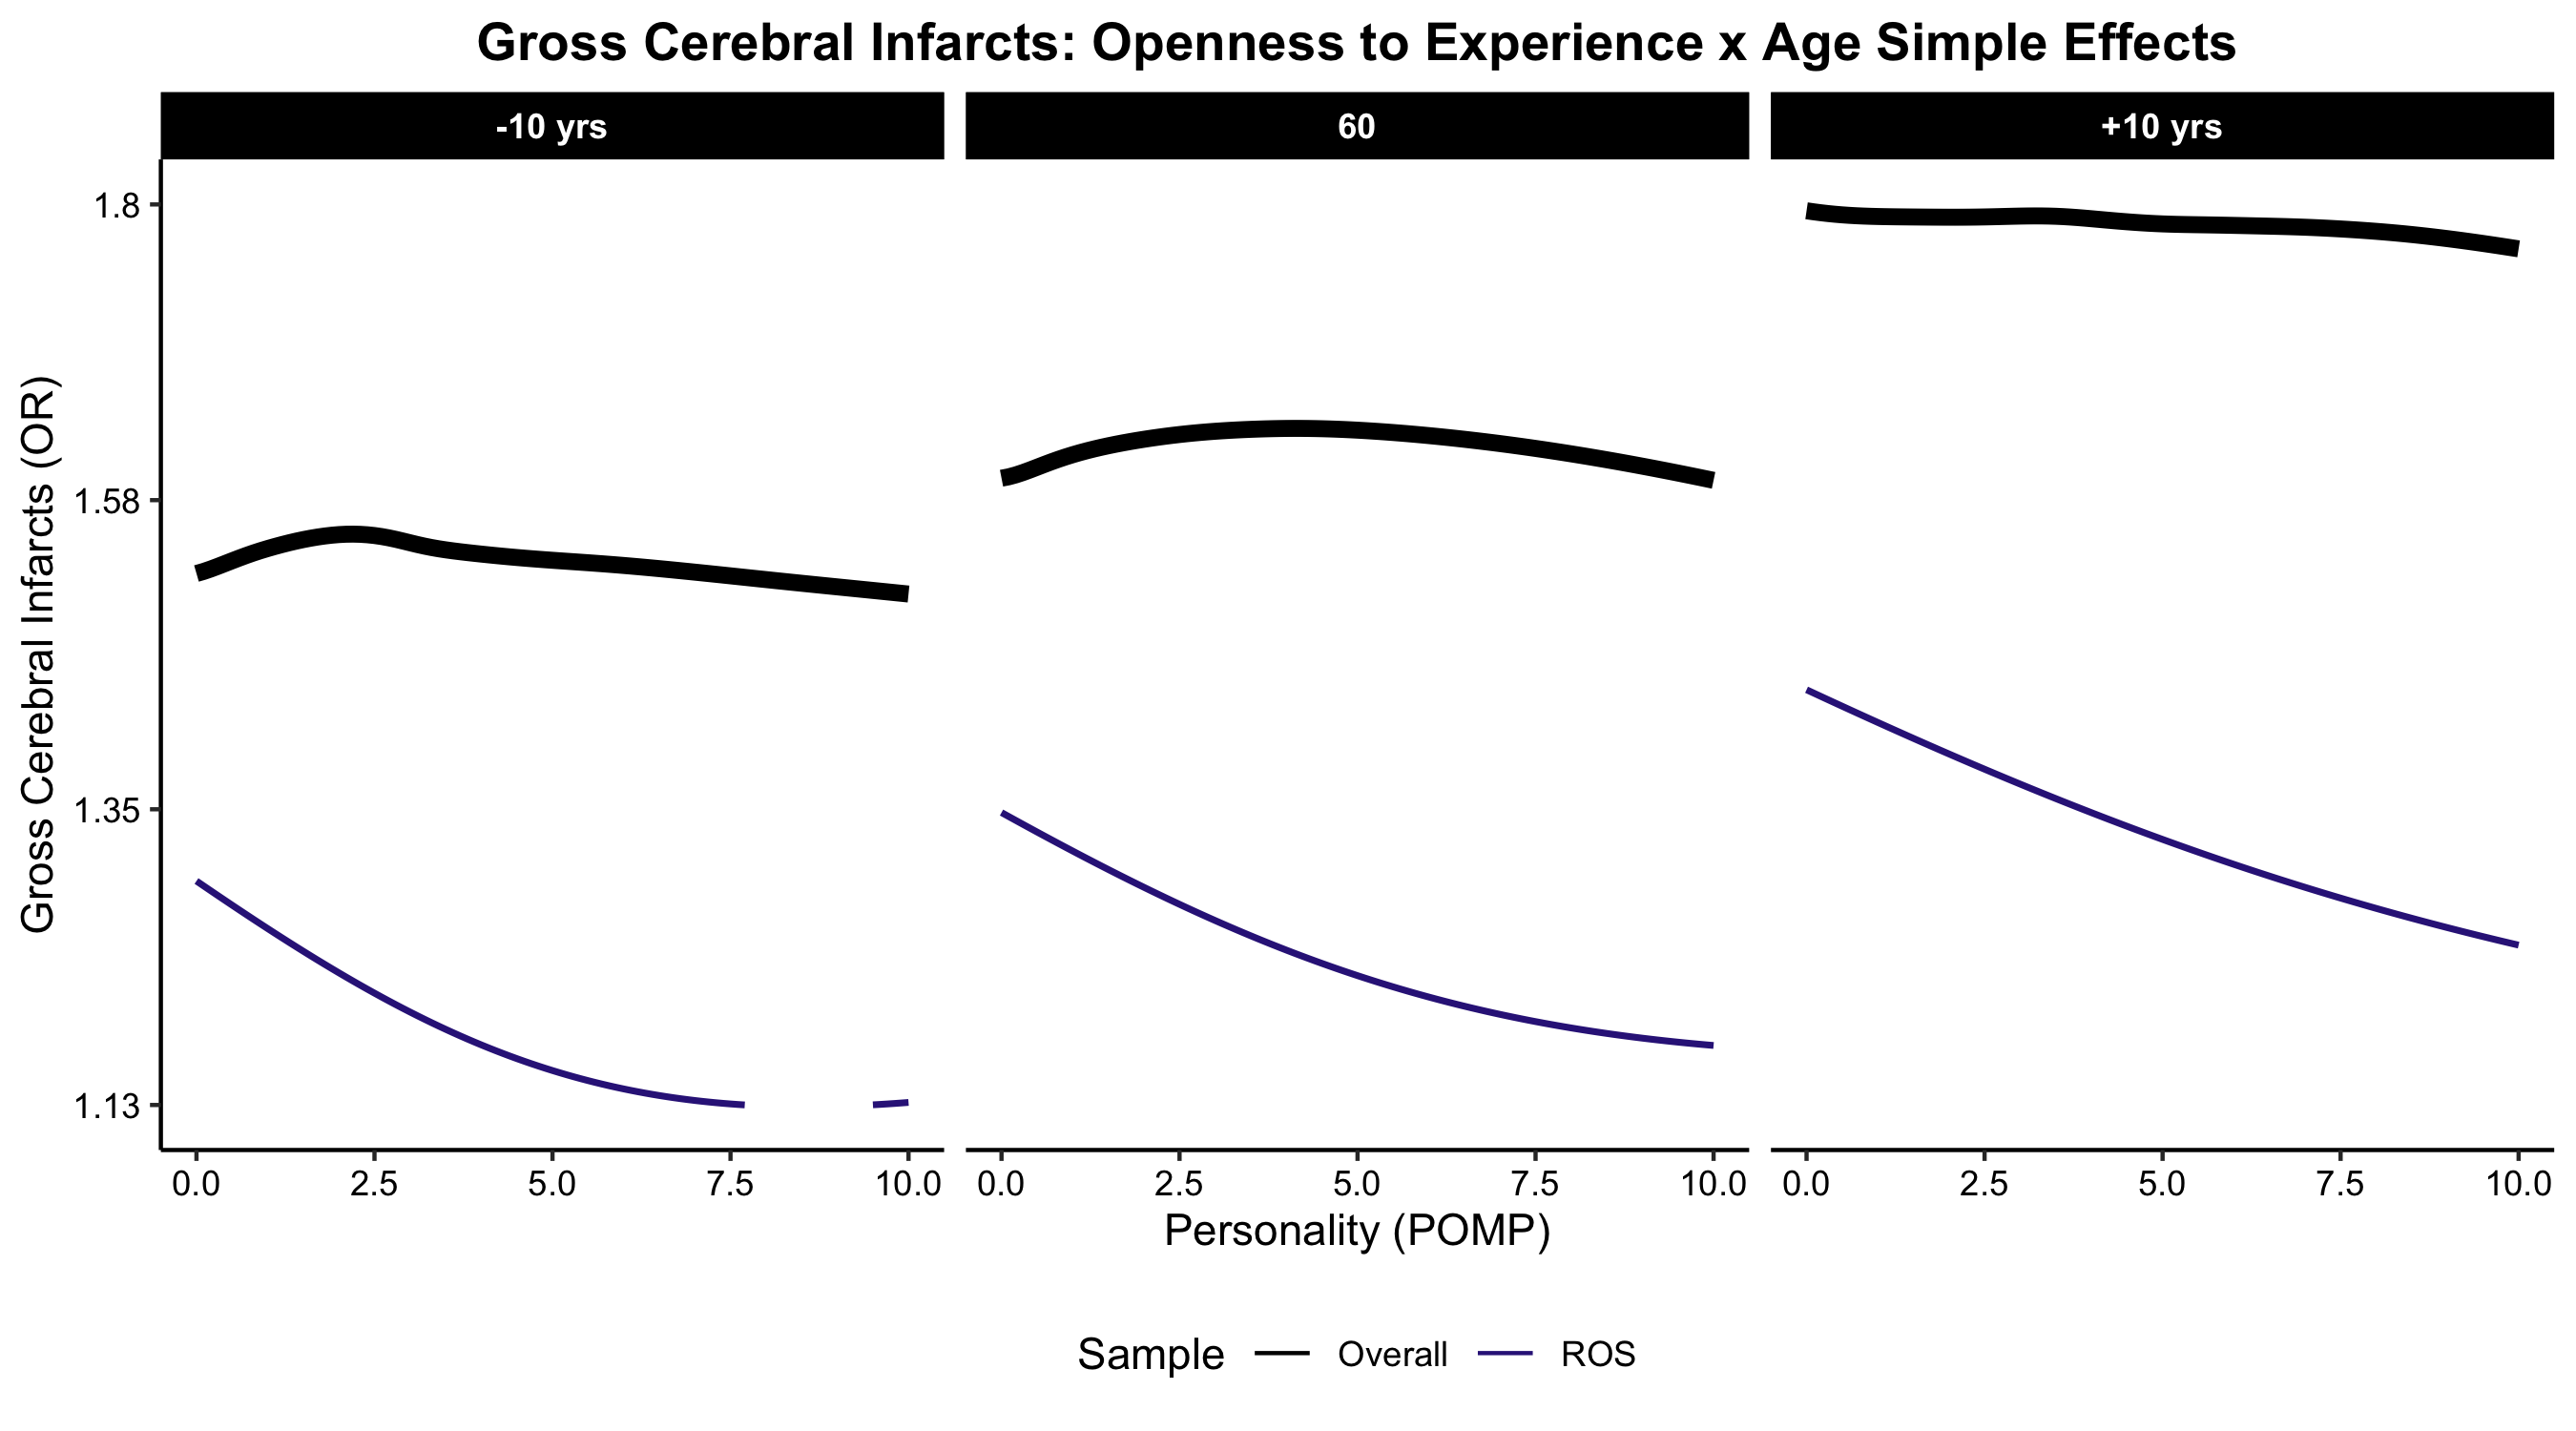 Gross Cerebral Infarcts: Openness to Experience x Age Simple Effects
-10 yrs
60
+10 yrs
Gross Cerebral Infarcts (OR)
1.8
1.58
1.35
1.13
0.0 2.5 5.0 7.5 10.0
0.0 2.5 5.0 7.5 10.0
0.0 2.5 5.0 7.5 10.0
Personality (POMP)
Sample Overall ROS